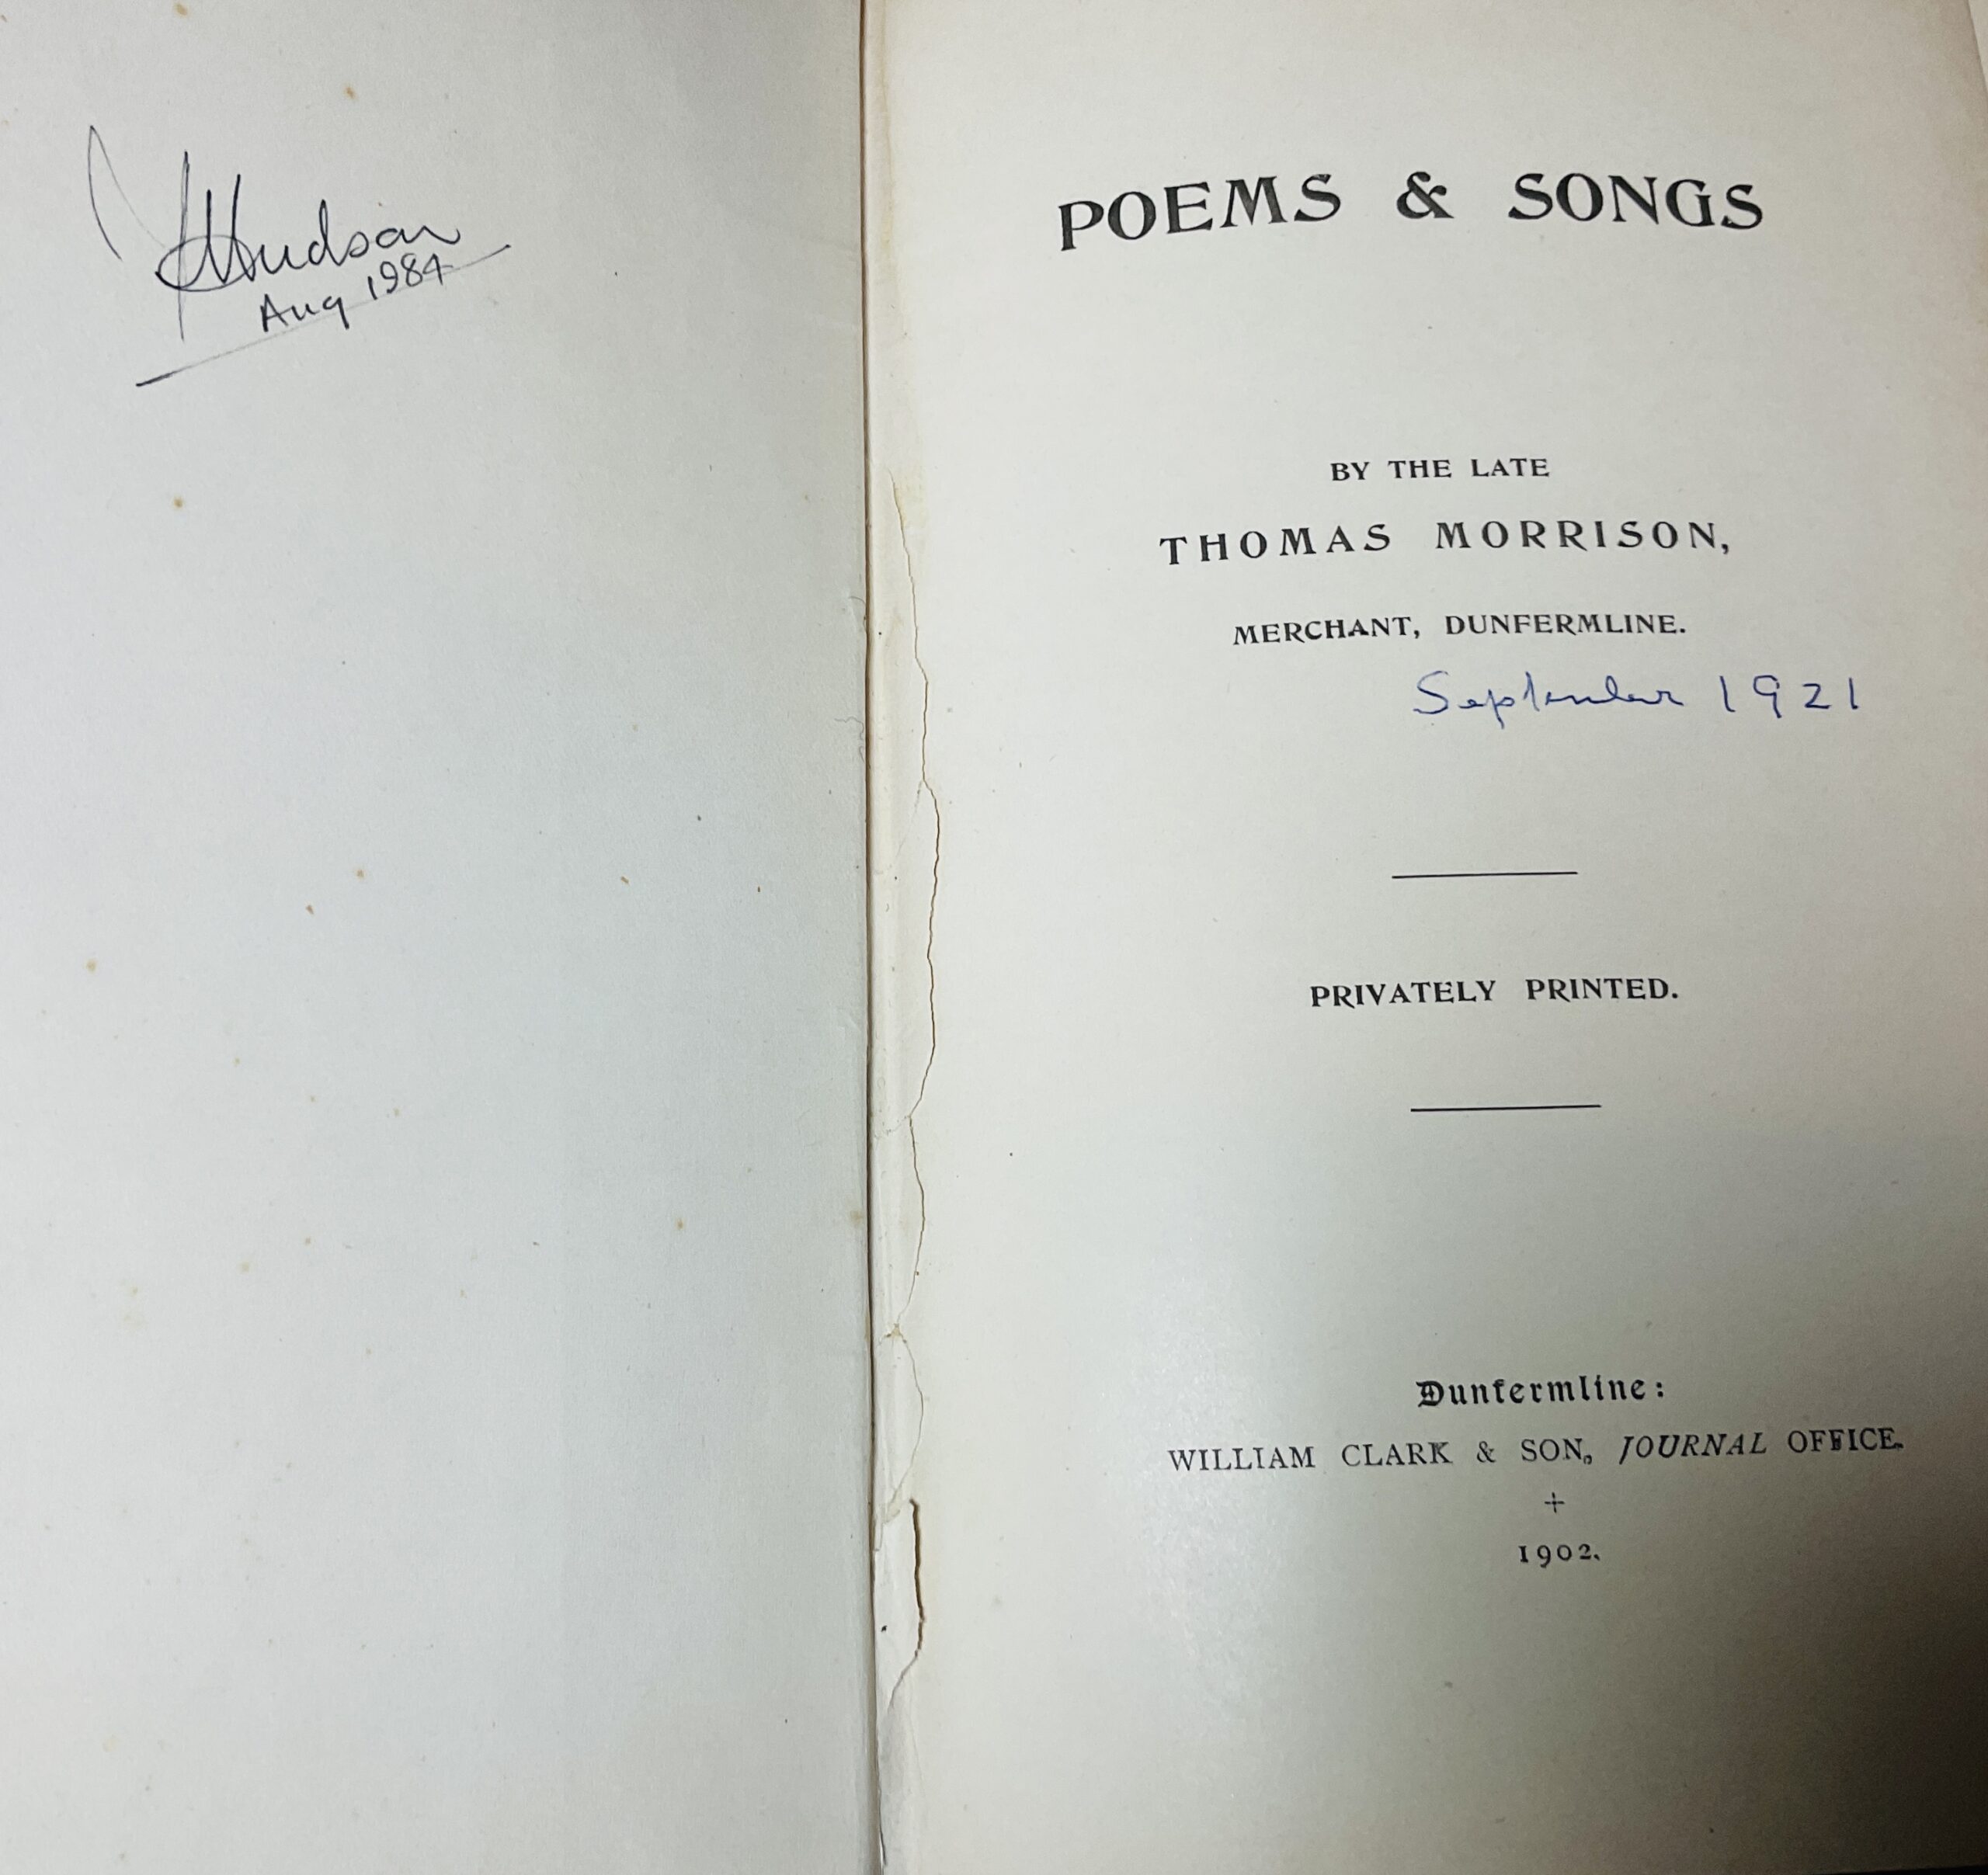 Hudson
Aug 1984
POEMS & SONGS
BY THE LATE
THOMAS MORRISON,
MERCHANT, DUNFERMLINE.
September 1921
PRIVATELY PRINTED.
Dunfermline:
WILLIAM CLARK & SON, JOURNAL OFFICE.
+
1902.